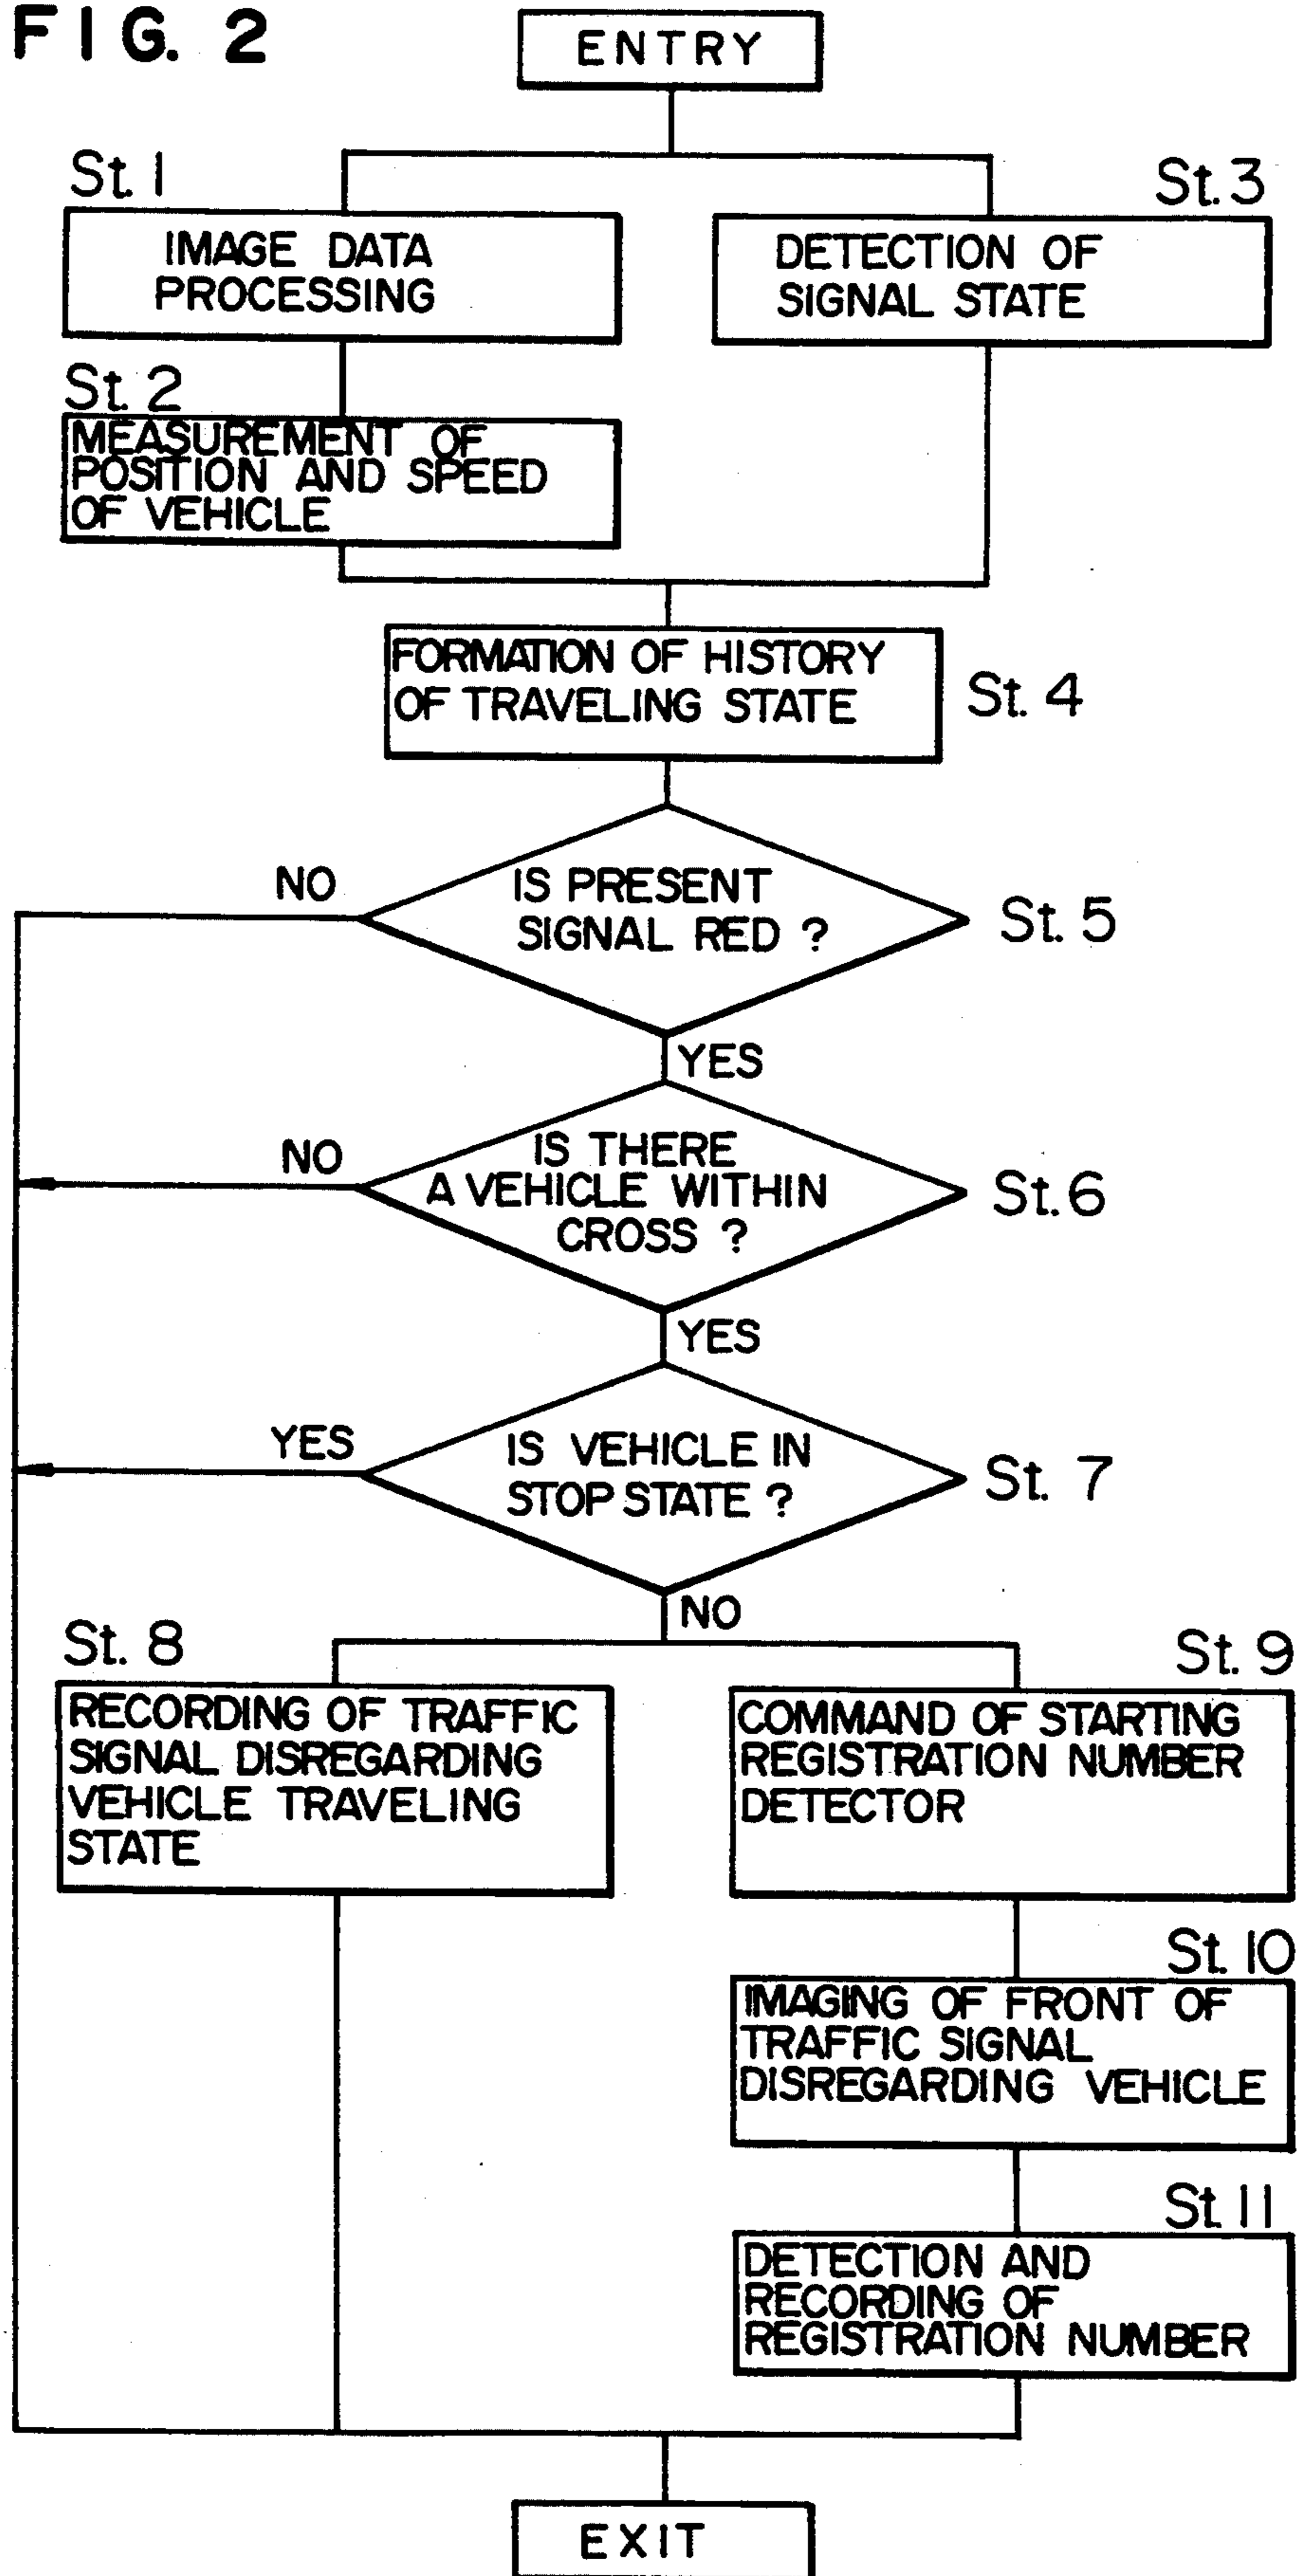 FIG. 2
ENTRY
St. 1
IMAGE DATA
PROCESSING
St. 3
DETECTION OF
SIGNAL STATE
St. 2
MEASUREMENT OF
POSITION AND SPEED
OF VEHICLE
FORMATION OF HISTORY
OF TRAVELING STATE
St. 4
NO
IS PRESENT
SIGNAL RED ?
St. 5
YES
NO
IS THERE
A VEHICLE WITHIN
CROSS ?
St. 6
YES
YES
IS VEHICLE IN
STOP STATE ?
St. 7
NO
St. 8
RECORDING OF TRAFFIC
SIGNAL DISREGARDING
VEHICLE TRAVELING
STATE
St. 9
COMMAND OF STARTING
REGISTRATION NUMBER
DETECTOR
St. 10
IMAGING OF FRONT OF
TRAFFIC SIGNAL
DISREGARDING VEHICLE
St. 11
DETECTION AND
RECORDING OF
REGISTRATION NUMBER
EXIT